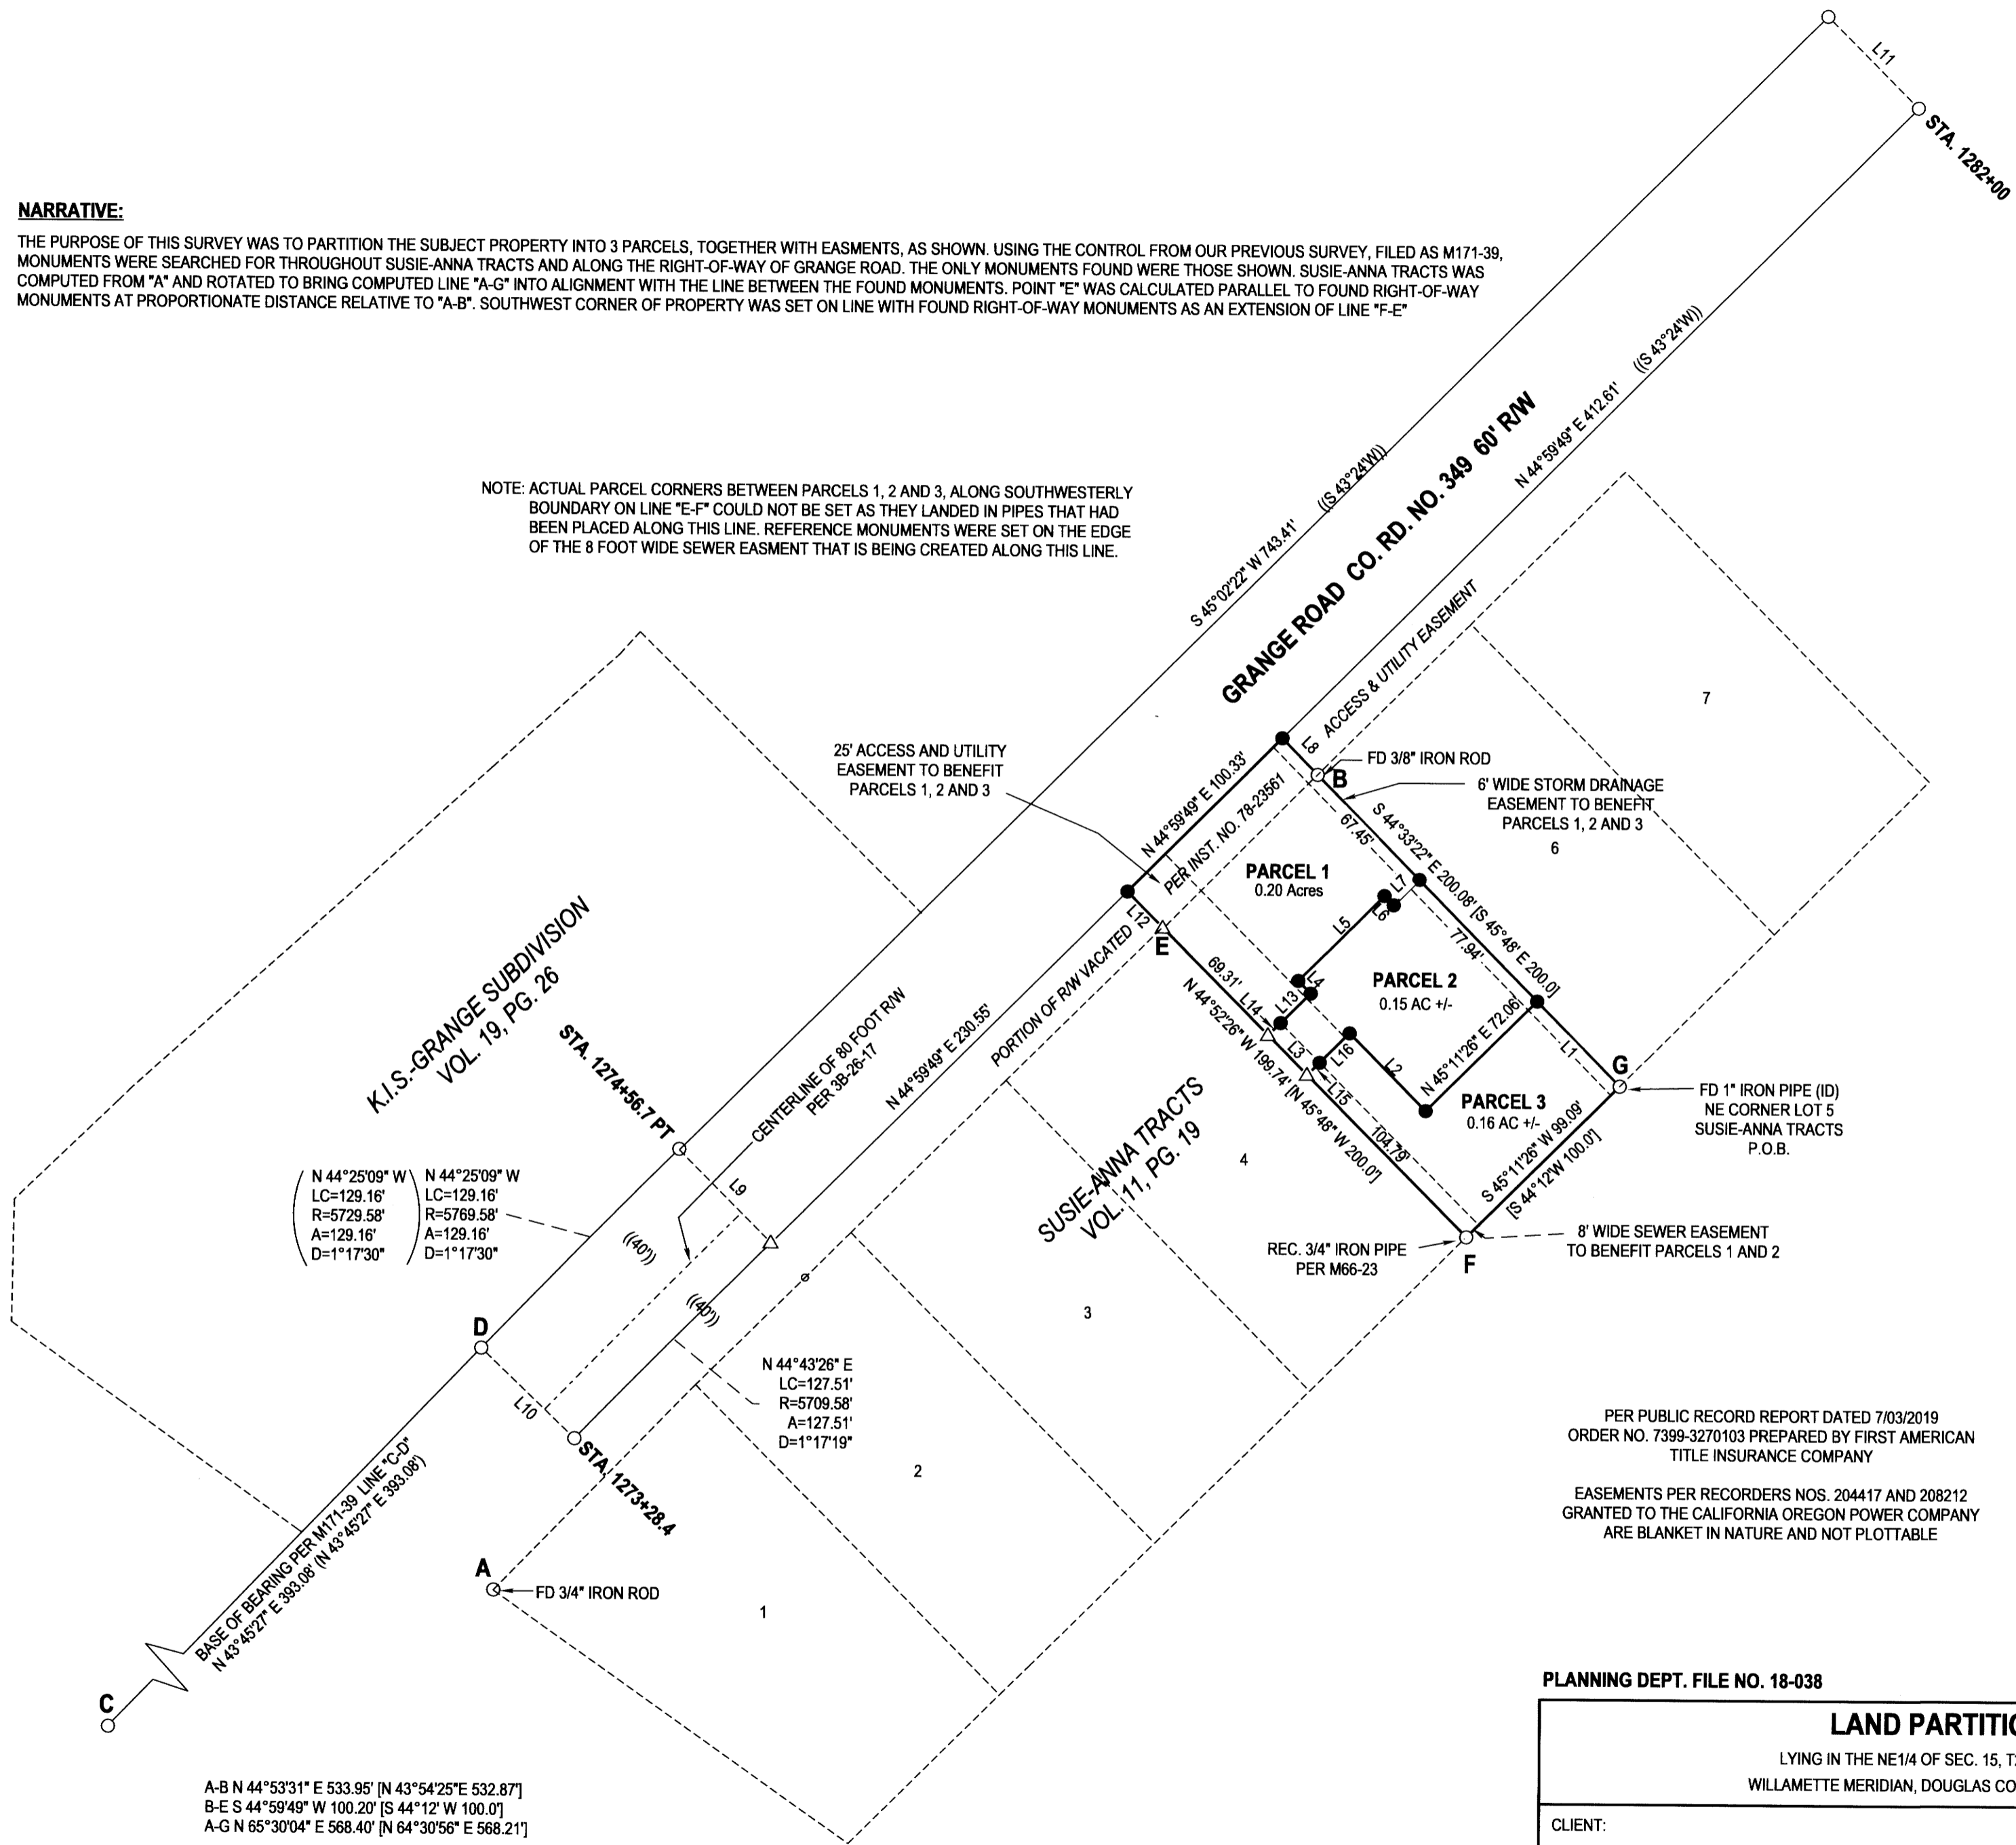 L11
STA. 1282+00
NARRATIVE:
THE PURPOSE OF THIS SURVEY WAS TO PARTITION THE SUBJECT PROPERTY INTO 3 PARCELS, TOGETHER WITH EASMENTS, AS SHOWN. USING THE CONTROL FROM OUR PREVIOUS SURVEY, FILED AS M171-39,
MONUMENTS WERE SEARCHED FOR THROUGHOUT SUSIE-ANNA TRACTS AND ALONG THE RIGHT-OF-WAY OF GRANGE ROAD. THE ONLY MONUMENTS FOUND WERE THOSE SHOWN. SUSIE-ANNA TRACTS WAS
COMPUTED FROM "A" AND ROTATED TO BRING COMPUTED LINE "A-G" INTO ALIGNMENT WITH THE LINE BETWEEN THE FOUND MONUMENTS. POINT "E" WAS CALCULATED PARALLEL TO FOUND RIGHT-OF-WAY
MONUMENTS AT PROPORTIONATE DISTANCE RELATIVE TO "A-B". SOUTHWEST CORNER OF PROPERTY WAS SET ON LINE WITH FOUND RIGHT-OF-WAY MONUMENTS AS AN EXTENSION OF LINE "F-E"
NOTE: ACTUAL PARCEL CORNERS BETWEEN PARCELS 1, 2 AND 3, ALONG SOUTHWESTERLY
BOUNDARY ON LINE "E-F" COULD NOT BE SET AS THEY LANDED IN PIPES THAT HAD
BEEN PLACED ALONG THIS LINE. REFERENCE MONUMENTS WERE SET ON THE EDGE
OF THE 8 FOOT WIDE SEWER EASMENT THAT IS BEING CREATED ALONG THIS LINE.
S 45°02'22" W 743.41' ((S 43°24'W))
N 44°59'49" E 412.61' ((S 43°24'W))
GRANGE ROAD CO. RD. NO. 349 60' R/W
ACCESS & UTILITY EASEMENT
7
25' ACCESS AND UTILITY
EASEMENT TO BENEFIT
PARCELS 1, 2 AND 3
L8
FD 3/8" IRON ROD
B
6' WIDE STORM DRAINAGE
EASEMENT TO BENEFIT
PARCELS 1, 2 AND 3
6
N 44°59'49" E 100.33'
PER INST. NO. 78-23561
67.45'
S 44°33'22" E 200.08' [S 45°48' E 200.0]
PARCEL 1
0.20 Acres
L7
L6
L5
L12
E
77.94'
PARCEL 2
0.15 AC +/-
L4
L13
L14
69.31'
N 44°52'26" W 199.74' [N 45°48" W 200.0']
L3
L16
L2
L15
N 45°11'26" E 72.06'
L1
G
FD 1" IRON PIPE (ID)
NE CORNER LOT 5
SUSIE-ANNA TRACTS
P.O.B.
PARCEL 3
0.16 AC +/-
104.79'
S 45°11'26" W 99.09'
[S 44°12'W 100.0']
8' WIDE SEWER EASEMENT
TO BENEFIT PARCELS 1 AND 2
REC. 3/4" IRON PIPE
PER M66-23
F
K.I.S.-GRANGE SUBDIVISION
VOL. 19, PG. 26
STA. 1274+56.7 PT
CENTERLINE OF 80 FOOT R/W
PER 3B-26-17
N 44°59'49" E 230.55'
PORTION OF R/W VACATED
SUSIE-ANNA TRACTS
VOL. 11, PG. 19
4
N 44°25'09" W
LC=129.16'
R=5729.58'
A=129.16'
D=1°17'30"
N 44°25'09" W
LC=129.16'
R=5769.58'
A=129.16'
D=1°17'30"
L9
((40'))
((40'))
3
D
L10
N 44°43'26" E
LC=127.51'
R=5709.58'
A=127.51'
D=1°17'19"
STA. 1273+28.4
2
BASE OF BEARING PER M171-39 LINE "C-D"
N 43°45'27" E 393.08' (N 43°45'27" E 393.08')
A
FD 3/4" IRON ROD
1
C
PER PUBLIC RECORD REPORT DATED 7/03/2019
ORDER NO. 7399-3270103 PREPARED BY FIRST AMERICAN
TITLE INSURANCE COMPANY
EASEMENTS PER RECORDERS NOS. 204417 AND 208212
GRANTED TO THE CALIFORNIA OREGON POWER COMPANY
ARE BLANKET IN NATURE AND NOT PLOTTABLE
A-B N 44°53'31" E 533.95' [N 43°54'25"E 532.87']
B-E S 44°59'49" W 100.20' [S 44°12' W 100.0']
A-G N 65°30'04" E 568.40' [N 64°30'56" E 568.21']
PLANNING DEPT. FILE NO. 18-038
LAND PARTITIO
LYING IN THE NE1/4 OF SEC. 15, T
WILLAMETTE MERIDIAN, DOUGLAS CO
CLIENT: